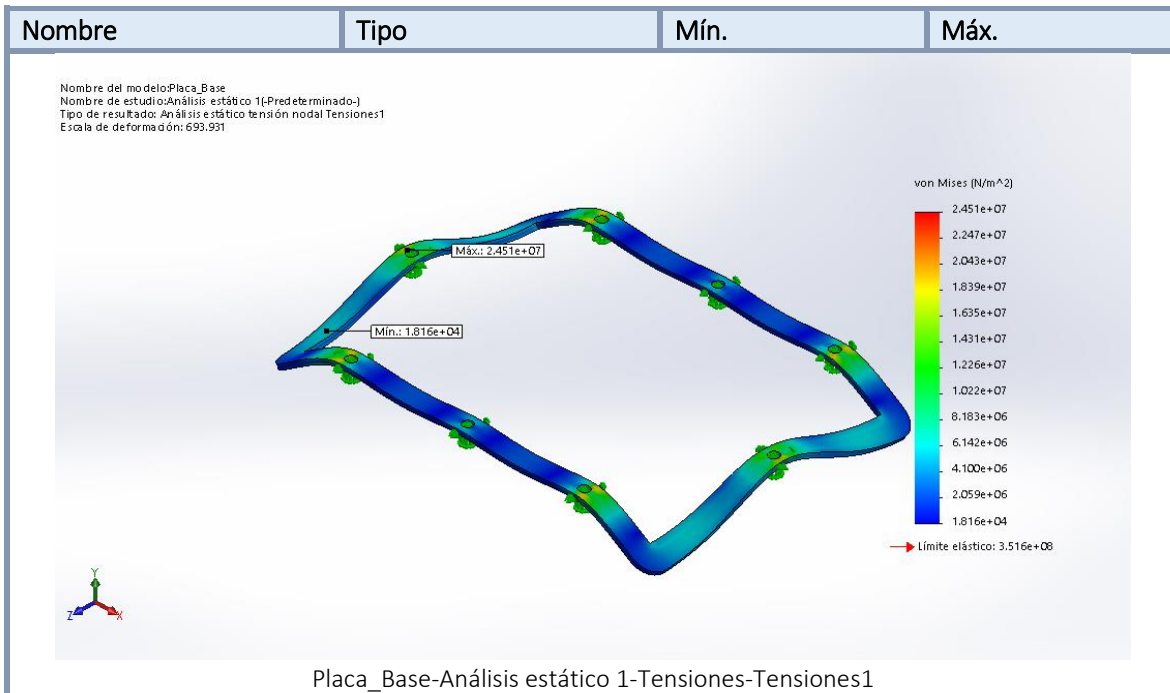 Nombre Tipo Mín. Máx.
Nombre del modelo:Placa_Base
Nombre de estudio:Análisis estático 1(-Predeterminado-)
Tipo de resultado: Análisis estático tensión nodal Tensiones1
Escala de deformación: 693.931
von Mises (N/m^2)
2.451e+07
2.247e+07
2.043e+07
1.839e+07
1.635e+07
1.431e+07
1.226e+07
1.022e+07
8.183e+06
6.142e+06
4.100e+06
2.059e+06
1.816e+04
Límite elástico: 3.516e+08
Máx.: 2.451e+07
Mín.: 1.816e+04
Y
Z
X
Placa_Base-Análisis estático 1-Tensiones-Tensiones1